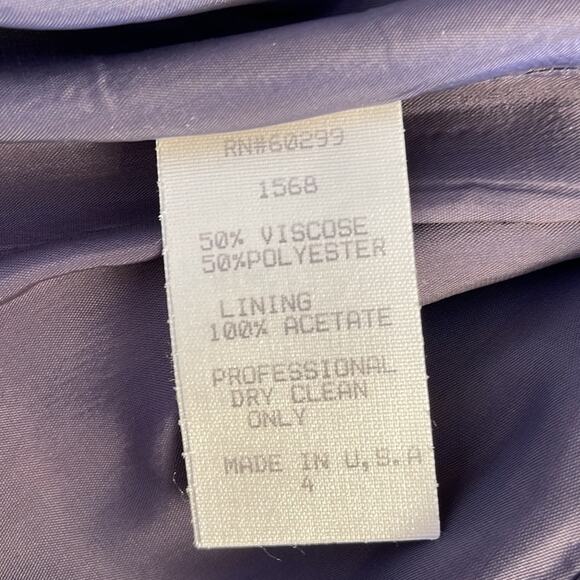 RN#60299
1568
50% VISCOSE
50%POLYESTER
LINING
100% ACETATE
PROFESSIONAL
DRY CLEAN
ONLY
MADE IN U.S.A
4